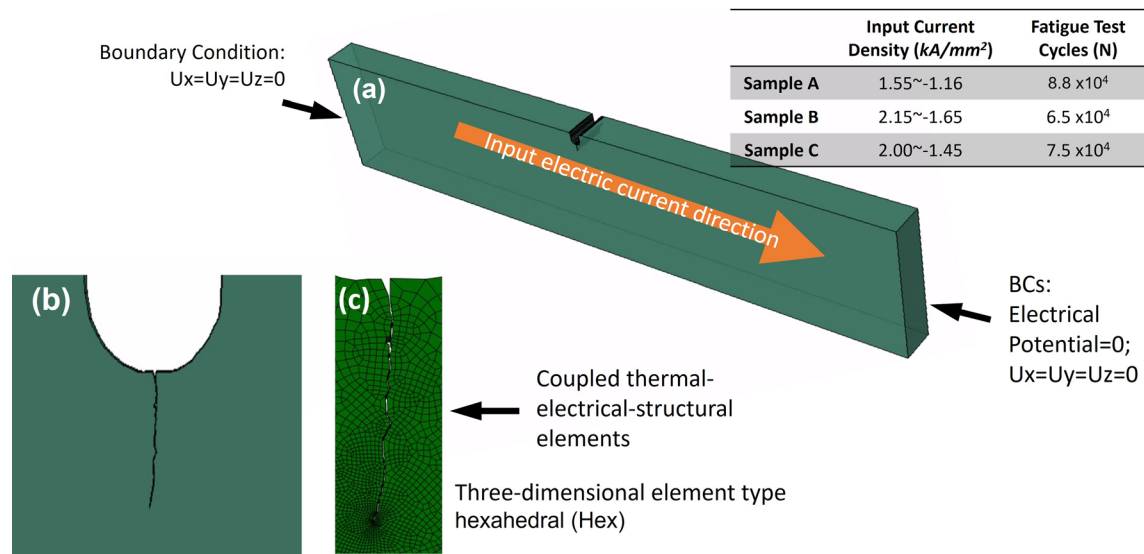 Boundary Condition:
Ux=Uy=Uz=0
(a)
Input electric current direction
Input Current Density (kA/mm²) Fatigue Test Cycles (N)
Sample A 1.55~-1.16 8.8 x10⁴
Sample B 2.15~-1.65 6.5 x10⁴
Sample C 2.00~-1.45 7.5 x10⁴
BCs:
Electrical
Potential=0;
Ux=Uy=Uz=0
(b)
(c)
Coupled thermal-
electrical-structural
elements
Three-dimensional element type
hexahedral (Hex)